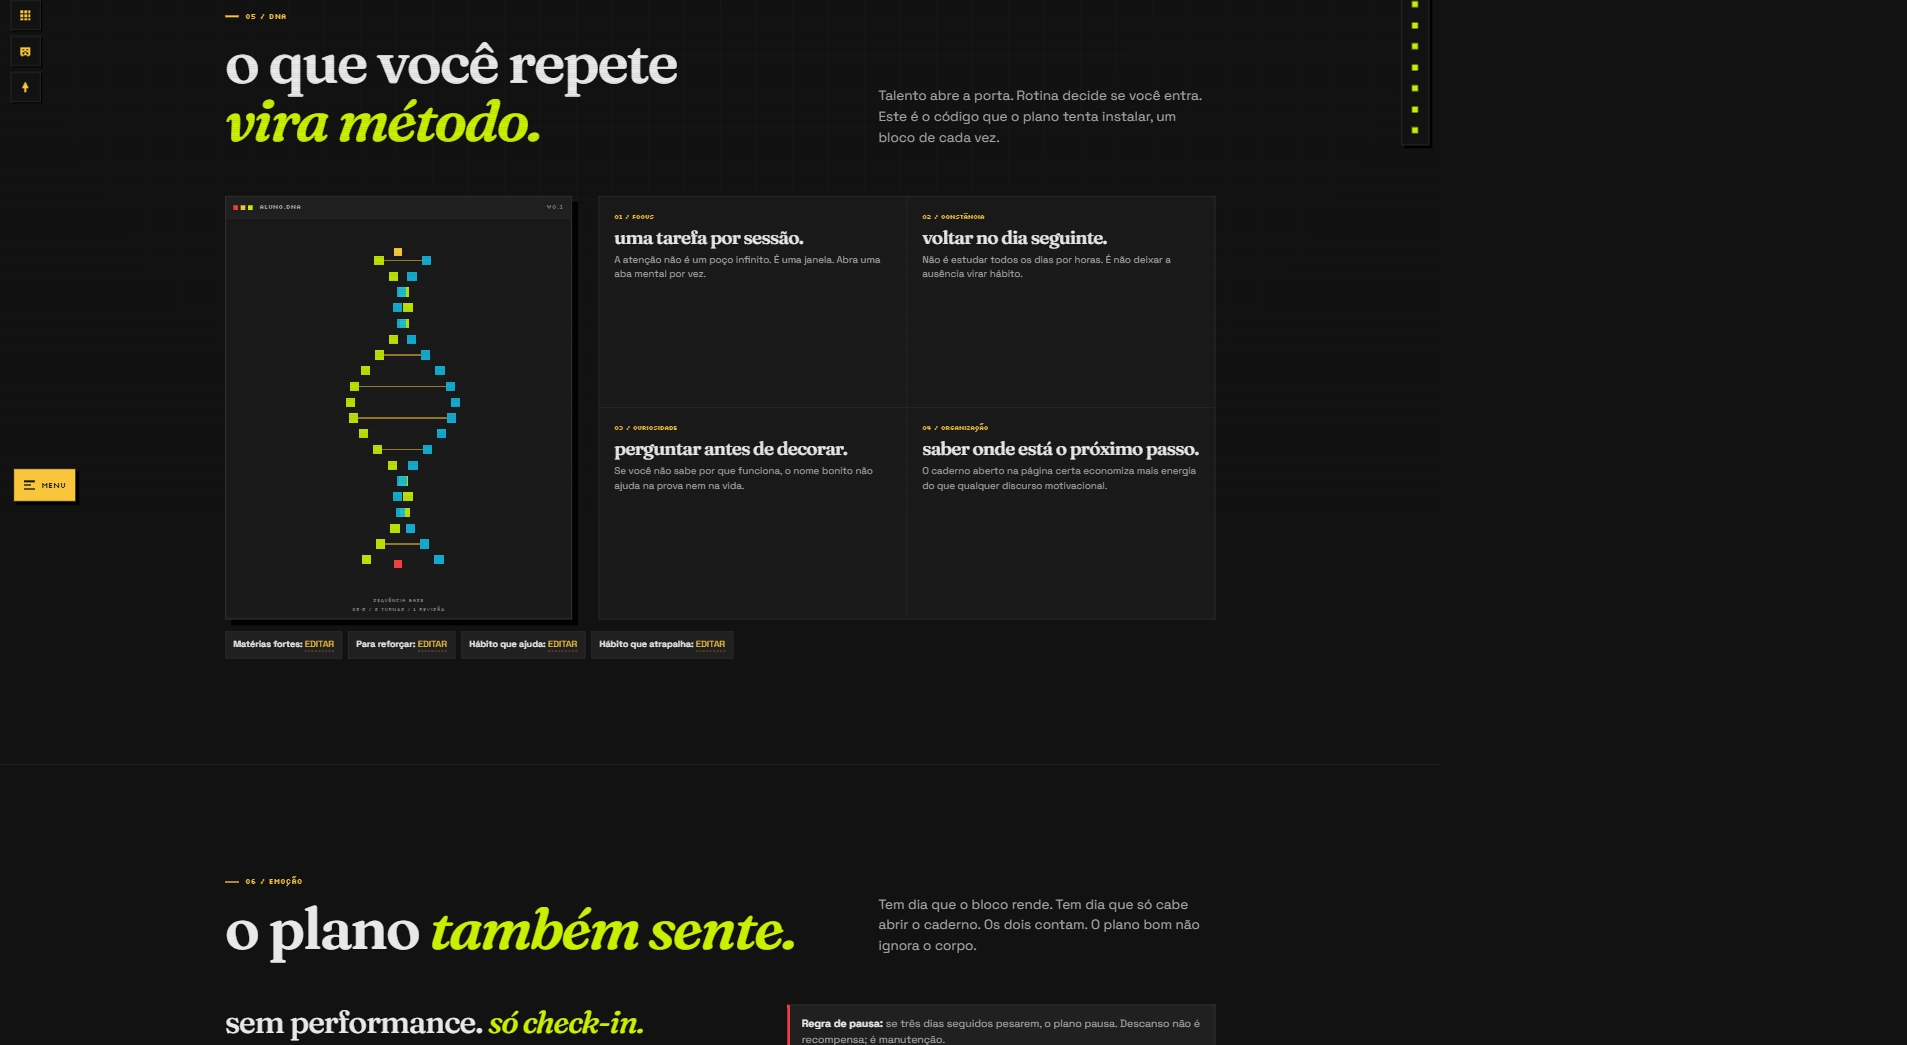 05 / DNA
o que você repete
vira método.
Talento abre a porta. Rotina decide se você entra.
Este é o código que o plano tenta instalar, um
bloco de cada vez.
ALUNO.DNA
V0.1
01 / FOCUS
uma tarefa por sessão.
A atenção não é um poço infinito. É uma janela. Abra uma
aba mental por vez.
02 / CONSTÂNCIA
voltar no dia seguinte.
Não é estudar todos os dias por horas. É não deixar a
ausência virar hábito.
03 / CURIOSIDADE
perguntar antes de decorar.
Se você não sabe por que funciona, o nome bonito não
ajuda na prova nem na vida.
04 / ORGANIZAÇÃO
saber onde está o próximo passo.
O caderno aberto na página certa economiza mais energia
do que qualquer discurso motivacional.
MENU
SEQUÊNCIA BASE
/ 2 TURNAS / 1 REVISÃO
Matérias fortes: EDITAR
Para reforçar: EDITAR
Hábito que ajuda: EDITAR
Hábito que atrapalha: EDITAR
06 / EMOÇÃO
o plano também sente.
Tem dia que o bloco rende. Tem dia que só cabe
abrir o caderno. Os dois contam. O plano bom não
ignora o corpo.
sem performance. só check-in.
Regra de pausa: se três dias seguidos pesarem, o plano pausa. Descanso não é
recompensa; é manutenção.